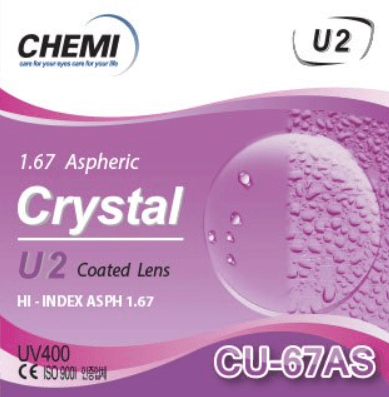 CHEMI
care for your eyes care for your life
U2
1.67 Aspheric
Crystal
U2 Coated Lens
HI - INDEX ASPH 1.67
UV400
CE ISO 9001 인증업체
CU-67AS